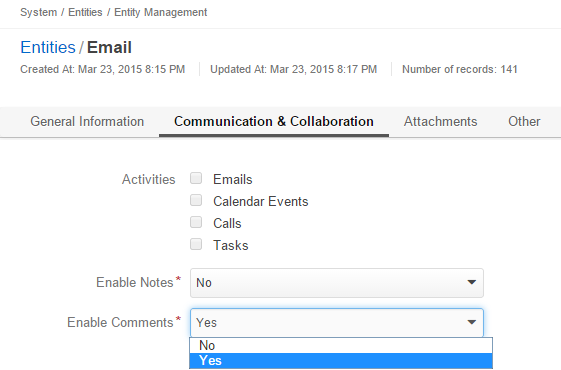 System / Entities / Entity Management
Entities / Email
Created At: Mar 23, 2015 8:15 PM Updated At: Mar 23, 2015 8:17 PM Number of records: 141
General Information Communication & Collaboration Attachments Other
Activities Emails
Calendar Events
Calls
Tasks
Enable Notes* No
Enable Comments* Yes
No
Yes